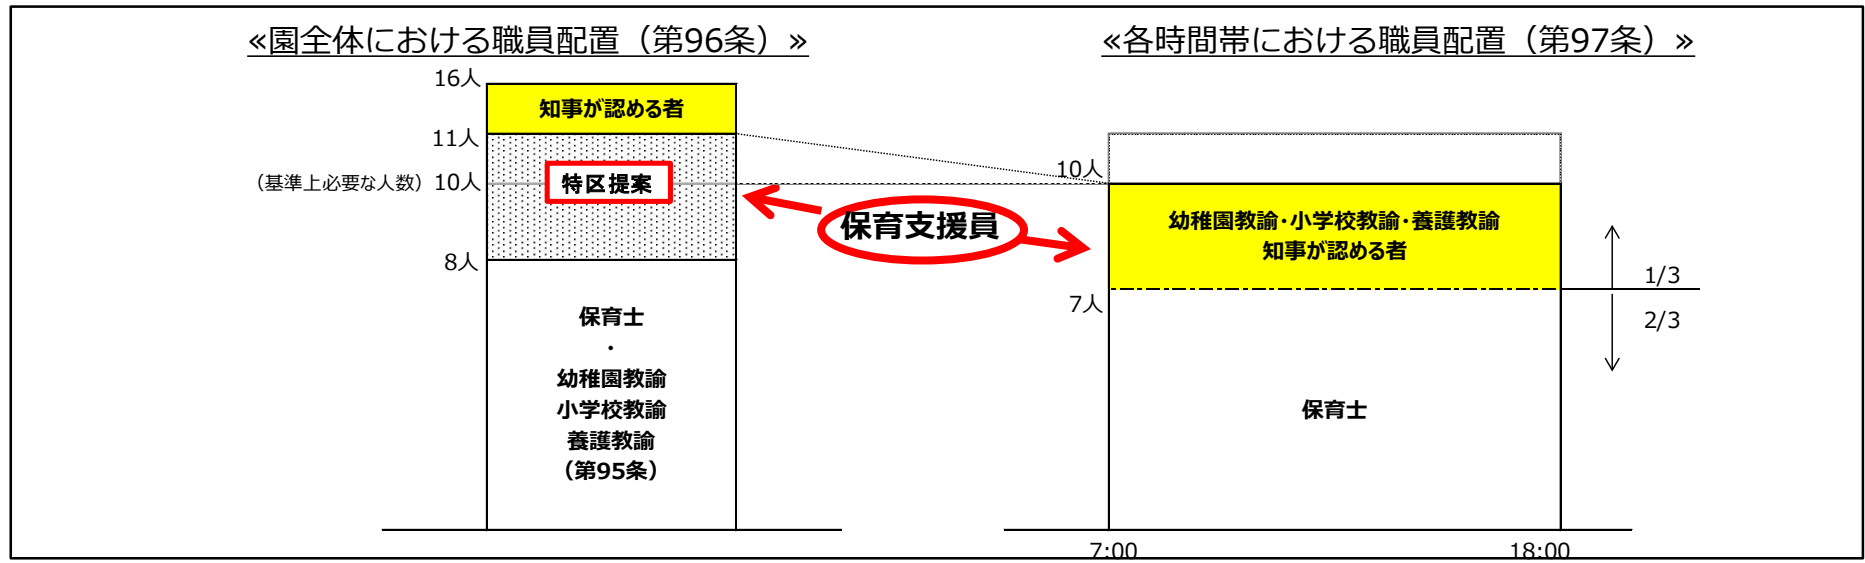 ≪園全体における職員配置（第96条）≫
16人
知事が認める者
11人
（基準上必要な人数）10人
特区提案
8人
保育士
・
幼稚園教諭
小学校教諭
養護教諭
（第95条）
保育支援員
≪各時間帯における職員配置（第97条）≫
10人
幼稚園教諭・小学校教諭・養護教諭
知事が認める者
7人
1/3
2/3
保育士
7:00
18:00